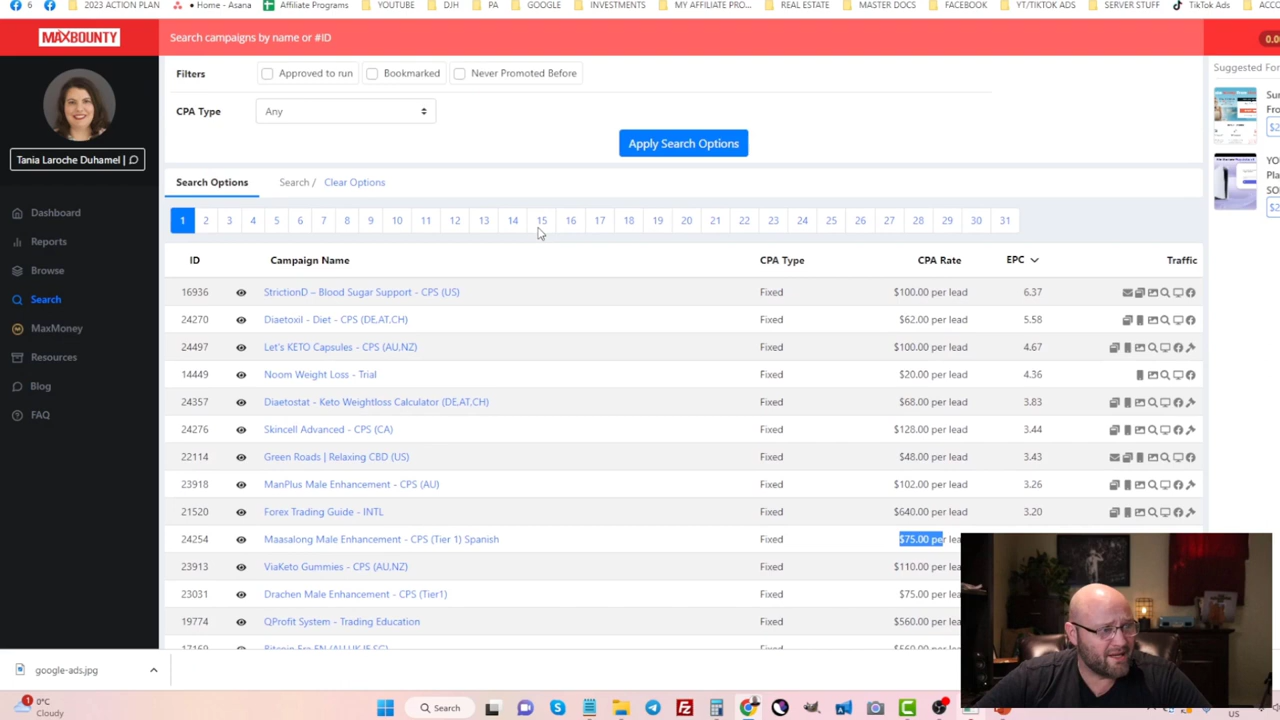 6
2023 ACTION PLAN
Home - Asana
Affiliate Programs
YOUTUBE
DJH
PA
GOOGLE
INVESTMENTS
MY AFFILIATE PRO...
REAL ESTATE
MASTER DOCS
FACEBOOK
YT/TIKTOK ADS
SERVER STUFF
TikTok Ads
MAXBOUNTY
Search campaigns by name or #ID
0.0
Filters
Approved to run
Bookmarked
Never Promoted Before
Suggested For
CPA Type
Any
Apply Search Options
Search Options
Search / Clear Options
1 2 3 4 5 6 7 8 9 10 11 12 13 14 15 17 18 19 20 21 22 23 24 25 26 27 28 29 30 31
Tania Laroche Duhamel |
Dashboard
Reports
Browse
Search
MaxMoney
Resources
Blog
FAQ
ID Campaign Name CPA Type CPA Rate EPC Traffic
16936 StrictionD – Blood Sugar Support - CPS (US) Fixed $100.00 per lead 6.37
24270 Diaetoxil - Diet - CPS (DE,AT,CH) Fixed $62.00 per lead 5.58
24497 Let's KETO Capsules - CPS (AU,NZ) Fixed $100.00 per lead 4.67
14449 Noom Weight Loss - Trial Fixed $20.00 per lead 4.36
24357 Diaetostat - Keto Weightloss Calculator (DE,AT,CH) Fixed $68.00 per lead 3.83
24276 Skincell Advanced - CPS (CA) Fixed $128.00 per lead 3.44
22114 Green Roads | Relaxing CBD (US) Fixed $48.00 per lead 3.43
23918 ManPlus Male Enhancement - CPS (AU) Fixed $102.00 per lead 3.26
21520 Forex Trading Guide - INTL Fixed $640.00 per lead 3.20
24254 Maasalong Male Enhancement - CPS (Tier 1) Spanish Fixed $75.00 per lea
23913 ViaKeto Gummies - CPS (AU,NZ) Fixed $110.00 per lead
23031 Drachen Male Enhancement - CPS (Tier1) Fixed $75.00 per lead
19774 QProfit System - Trading Education Fixed $560.00 per lead
google-ads.jpg
1
0°C
Cloudy
Search
US